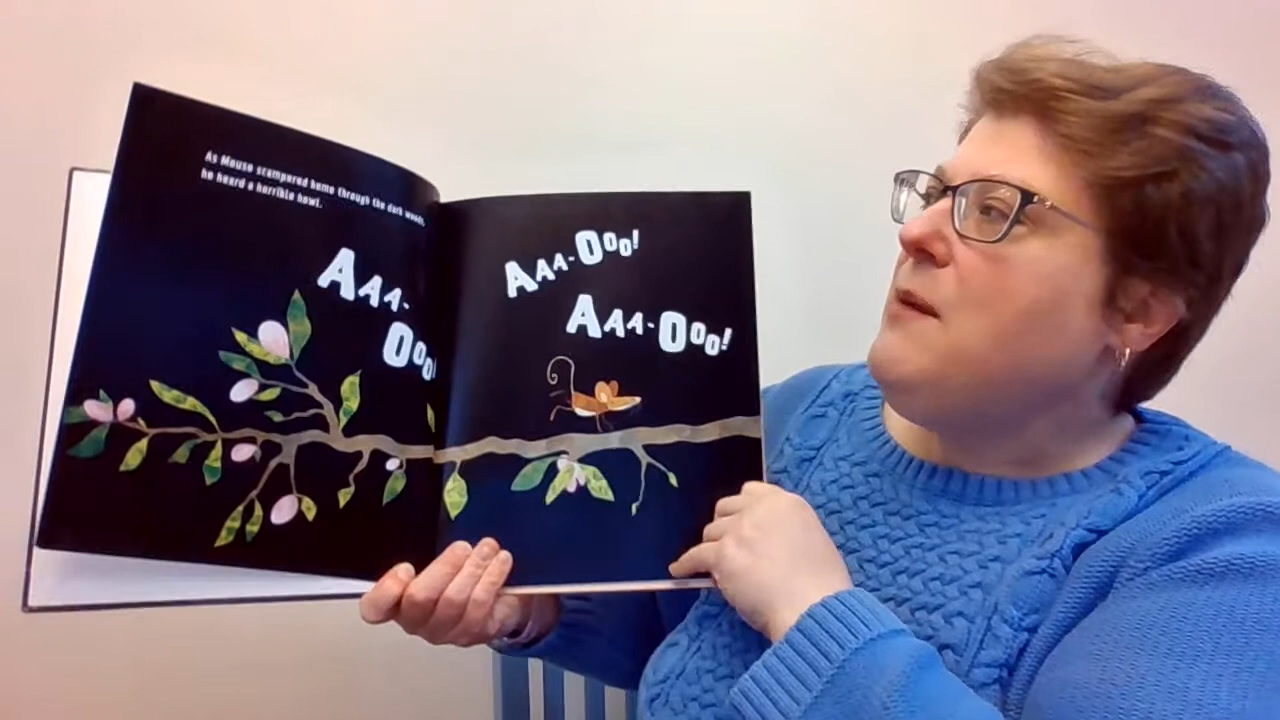 As Mouse scampered home through the dark woods,
he heard a horrible howl.
AAA-
OOO!
AAA-OOO!
AAA-OOO!